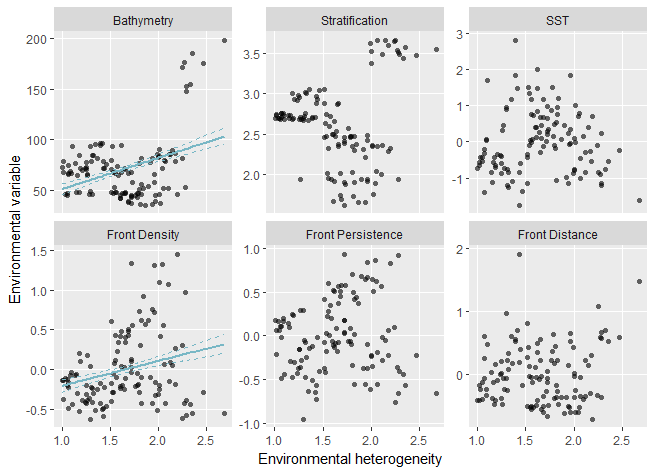 Bathymetry
Stratification
SST
200
150
100
50
3.5
3.0
2.5
2.0
3
2
1
0
-1
Environmental variable
Front Density
Front Persistence
Front Distance
1.5
1.0
0.5
0.0
-0.5
1.0
0.5
0.0
-0.5
-1.0
2
1
0
1.0 1.5 2.0 2.5
1.0 1.5 2.0 2.5
1.0 1.5 2.0 2.5
Environmental heterogeneity